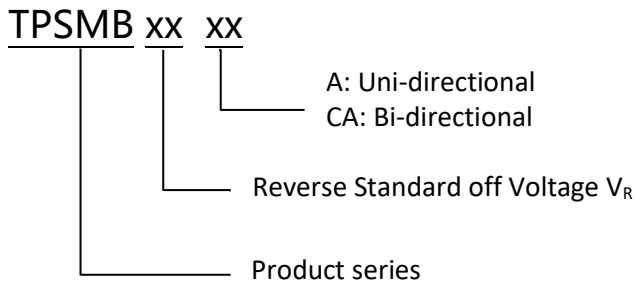 TPSMB xx xx
A: Uni-directional
CA: Bi-directional
Reverse Standard off Voltage VR
Product series